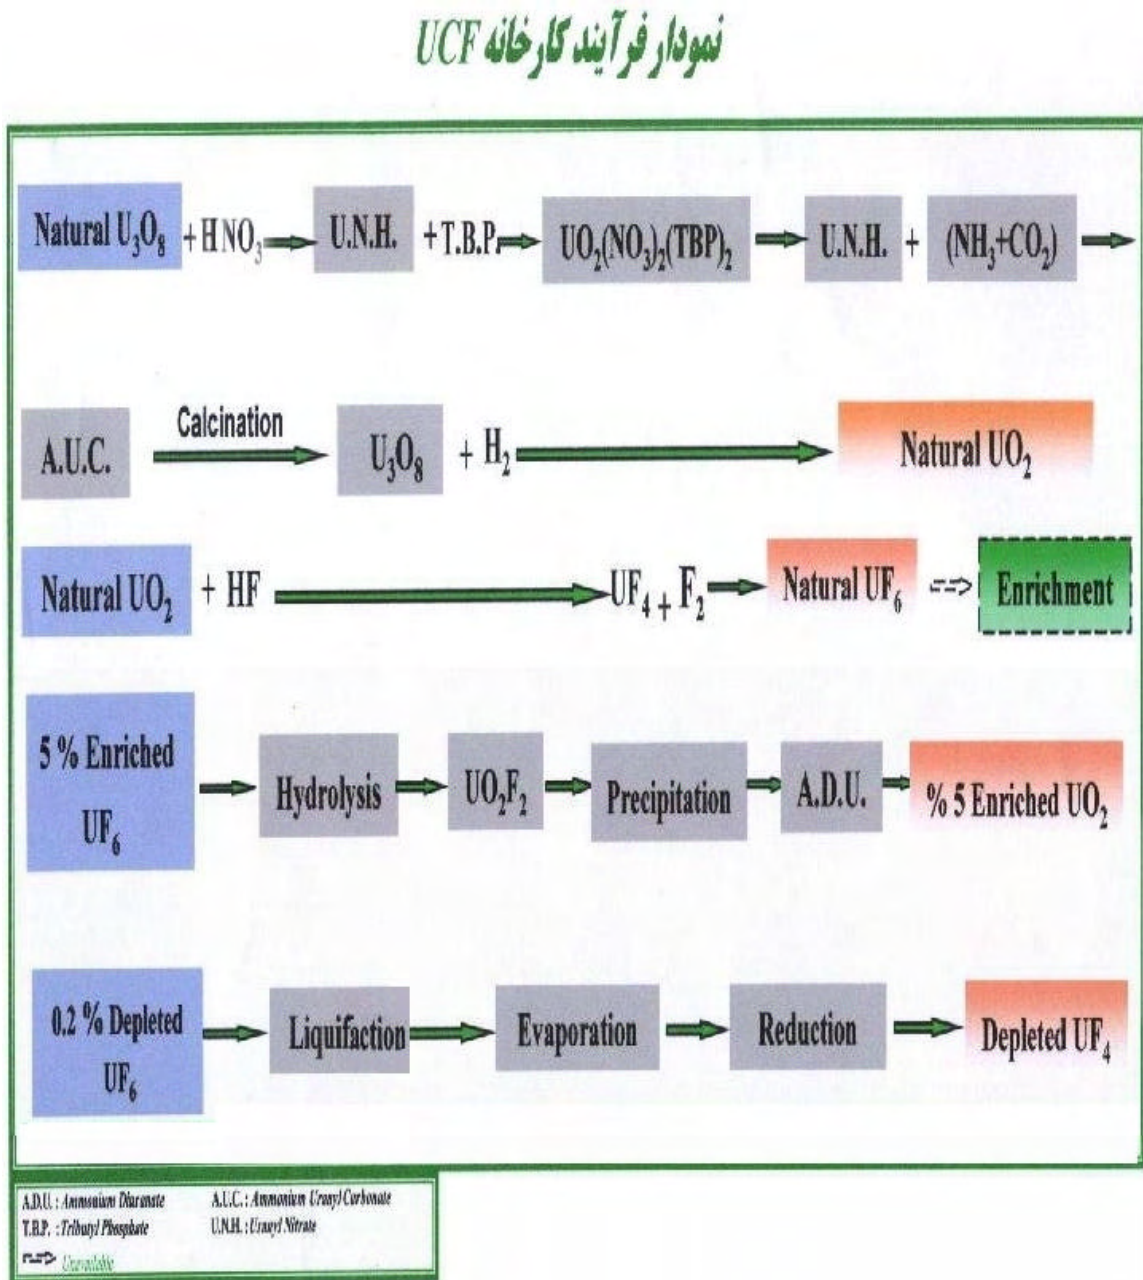 نمودار فرآیند کارخانه UCF
Natural U₃O₈ + HNO₃ U.N.H. + T.B.P. UO₂(NO₃)₂(TBP)₂ U.N.H. + (NH₃+CO₂)
A.U.C. Calcination U₃O₈ + H₂ Natural UO₂
Natural UO₂ + HF UF₄ + F₂ Natural UF₆ Enrichment
5 % Enriched
UF₆
Hydrolysis UO₂F₂ Precipitation A.D.U. % 5 Enriched UO₂
0.2 % Depleted
UF₆
Liquifaction Evaporation Reduction Depleted UF₄
A.D.U. : Ammonium Diuranate A.U.C. : Ammonium Uranyl Carbonate
T.B.P. : Tributyl Phosphate U.N.H. : Uranyl Nitrate
Unavailable